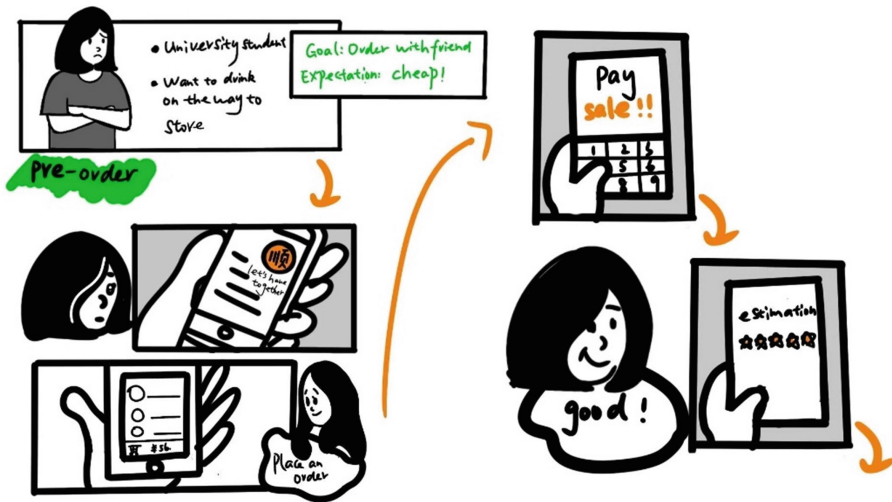 • University student
• Want to drink
on the way to
store
Goal: Order with friend
Expectation: cheap!
pre-order
顺
let's have
together
Place an
order
Pay
sale!!
1 2 3
5 6
8 9
good!
estimation